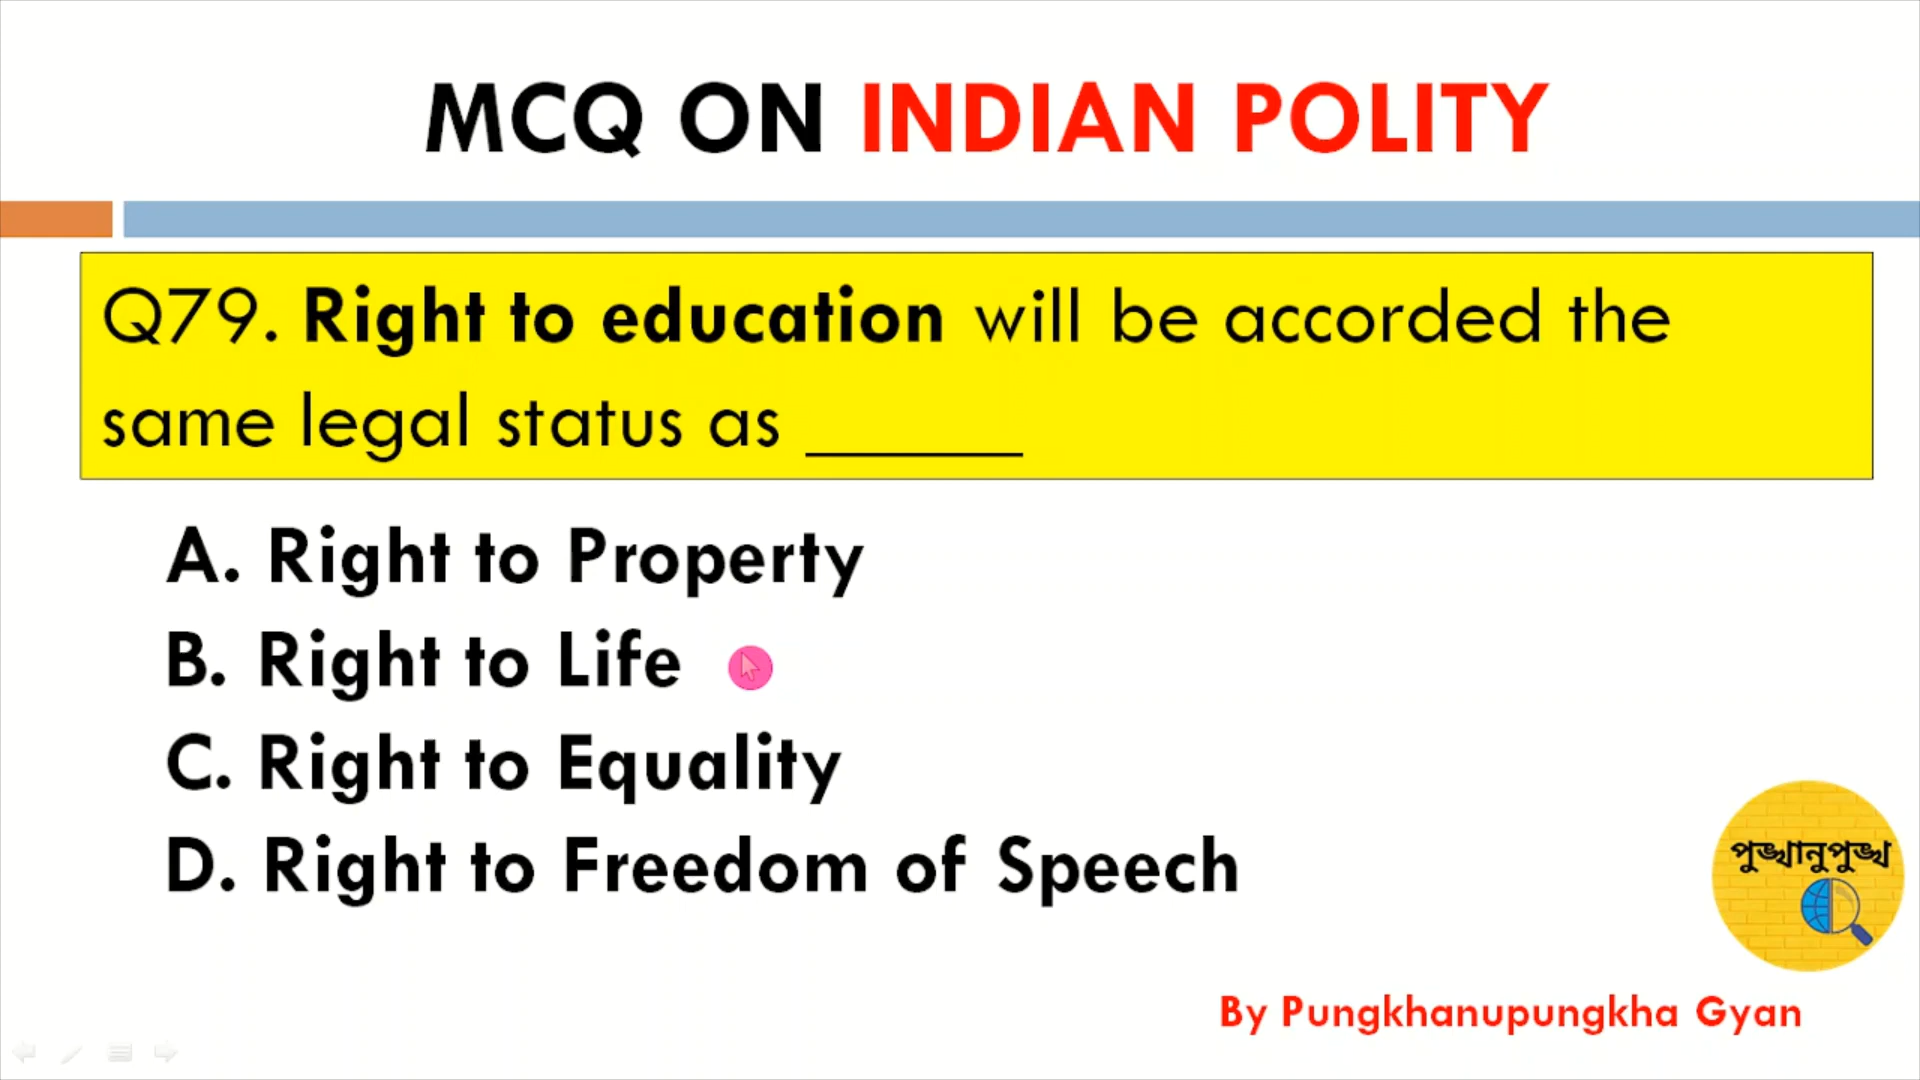 MCQ ON INDIAN POLITY
Q79. Right to education will be accorded the
same legal status as ______
A. Right to Property
B. Right to Life
C. Right to Equality
D. Right to Freedom of Speech
পুঙ্খানুপুঙ্খ
By Pungkhanupungkha Gyan